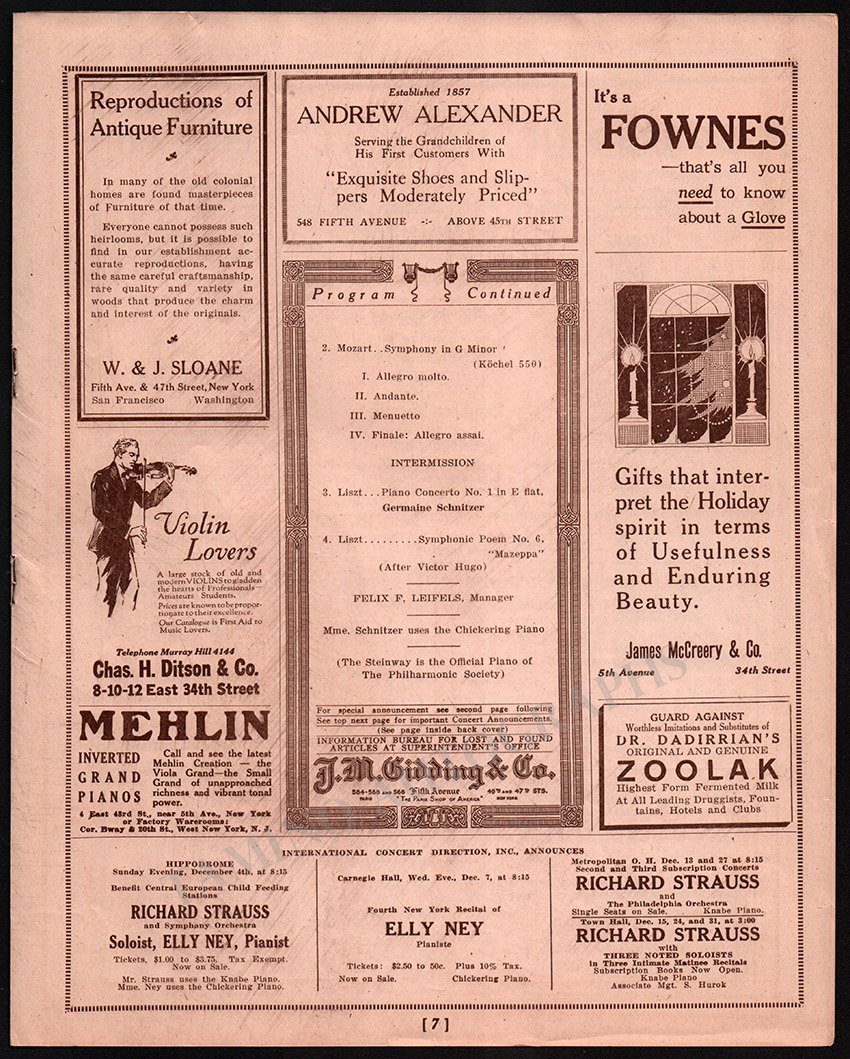 Reproductions of
Antique Furniture
In many of the old colonial
homes are found masterpieces
of Furniture of that time.
Everyone cannot possess such
heirlooms, but it is possible to
find in our establishment ac-
curate reproductions, having
the same careful craftsmanship,
rare quality and variety in
woods that produce the charm
and interest of the originals.
W. & J. SLOANE
Fifth Ave. & 47th Street, New York
San Francisco Washington
Established 1857
ANDREW ALEXANDER
Serving the Grandchildren of
His First Customers With
"Exquisite Shoes and Slip-
pers Moderately Priced"
548 FIFTH AVENUE -:- ABOVE 45TH STREET
It's a
FOWNES
—that's all you
need to know
about a Glove
Violin
Lovers
A large stock of old and
modern VIOLINS to gladden
the hearts of Professionals
Amateurs Students.
Prices are known to be propor-
tionate to their excellence.
Our Catalogue is First Aid to
Music Lovers.
Telephone Murray Hill 4144
Chas. H. Ditson & Co.
8-10-12 East 34th Street
MEHLIN
INVERTED
GRAND
PIANOS
Call and see the latest
Mehlin Creation — the
Viola Grand—the Small
Grand of unapproached
richness and vibrant tonal
power.
4 East 43rd St., near 5th Ave., New York
or Factory Warerooms:
Cor. Bway & 20th St., West New York, N. J.
Program Continued
2. Mozart..Symphony in G Minor
(Köchel 550)
I. Allegro molto.
II. Andante.
III. Menuetto
IV. Finale: Allegro assai.
INTERMISSION
3. Liszt...Piano Concerto No. 1 in E flat.
Germaine Schnitzer
4. Liszt.........Symphonic Poem No. 6,
"Mazeppa"
(After Victor Hugo)
FELIX F. LEIFELS, Manager
Mme. Schnitzer uses the Chickering Piano
(The Steinway is the Official Piano of
The Philharmonic Society)
For special announcement see second page following
See top next page for important Concert Announcements.
(See page inside back cover)
INFORMATION BUREAU FOR LOST AND FOUND
ARTICLES AT SUPERINTENDENT'S OFFICE
J.M. Gidding & Co.
564-566 and 568 Fifth Avenue 46TH AND 47TH STS.
PARIS "THE PARIS SHOP OF AMERICA" NEW YORK
Gifts that inter-
pret the Holiday
spirit in terms
of Usefulness
and Enduring
Beauty.
James McCreery & Co.
5th Avenue 34th Street
GUARD AGAINST
Worthless Imitations and Substitutes of
DR. DADIRRIAN'S
ORIGINAL AND GENUINE
ZOOLAK
Highest Form Fermented Milk
At All Leading Druggists, Foun-
tains, Hotels and Clubs
INTERNATIONAL CONCERT DIRECTION, INC., ANNOUNCES
HIPPODROME
Sunday Evening, December 4th, at 8:15
Benefit Central European Child Feeding
Stations
RICHARD STRAUSS
and Symphony Orchestra
Soloist, ELLY NEY, Pianist
Tickets, $1.00 to $3.75. Tax Exempt.
Now on Sale.
Mr. Strauss uses the Knabe Piano.
Mme. Ney uses the Chickering Piano.
Carnegie Hall, Wed. Eve., Dec. 7, at 8:15
Fourth New York Recital of
ELLY NEY
Pianiste
Tickets: $2.50 to 50c. Plus 10% Tax.
Now on Sale. Chickering Piano.
Metropolitan O. H. Dec. 13 and 27 at 8:15
Second and Third Subscription Concerts
RICHARD STRAUSS
and
The Philadelphia Orchestra
Single Seats on Sale. Knabe Piano.
Town Hall, Dec. 15, 24, and 31, at 3:00
RICHARD STRAUSS
with
THREE NOTED SOLOISTS
in Three Intimate Matinee Recitals
Subscription Books Now Open.
Knabe Piano
Associate Mgt. S. Hurok
[7]